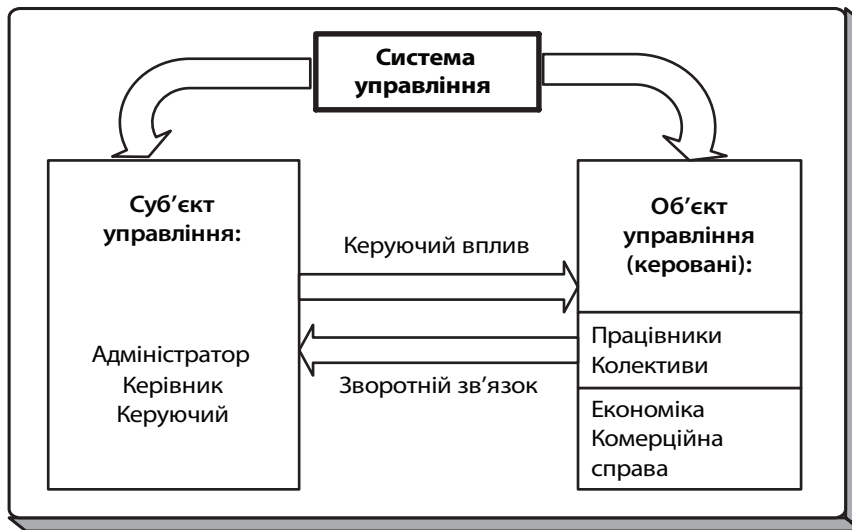 Система
управління
Суб’єкт
управління:
Адміністратор
Керівник
Керуючий
Керуючий вплив
Зворотній зв’язок
Об’єкт
управління
(керовані):
Працівники
Колективи
Економіка
Комерційна
справа